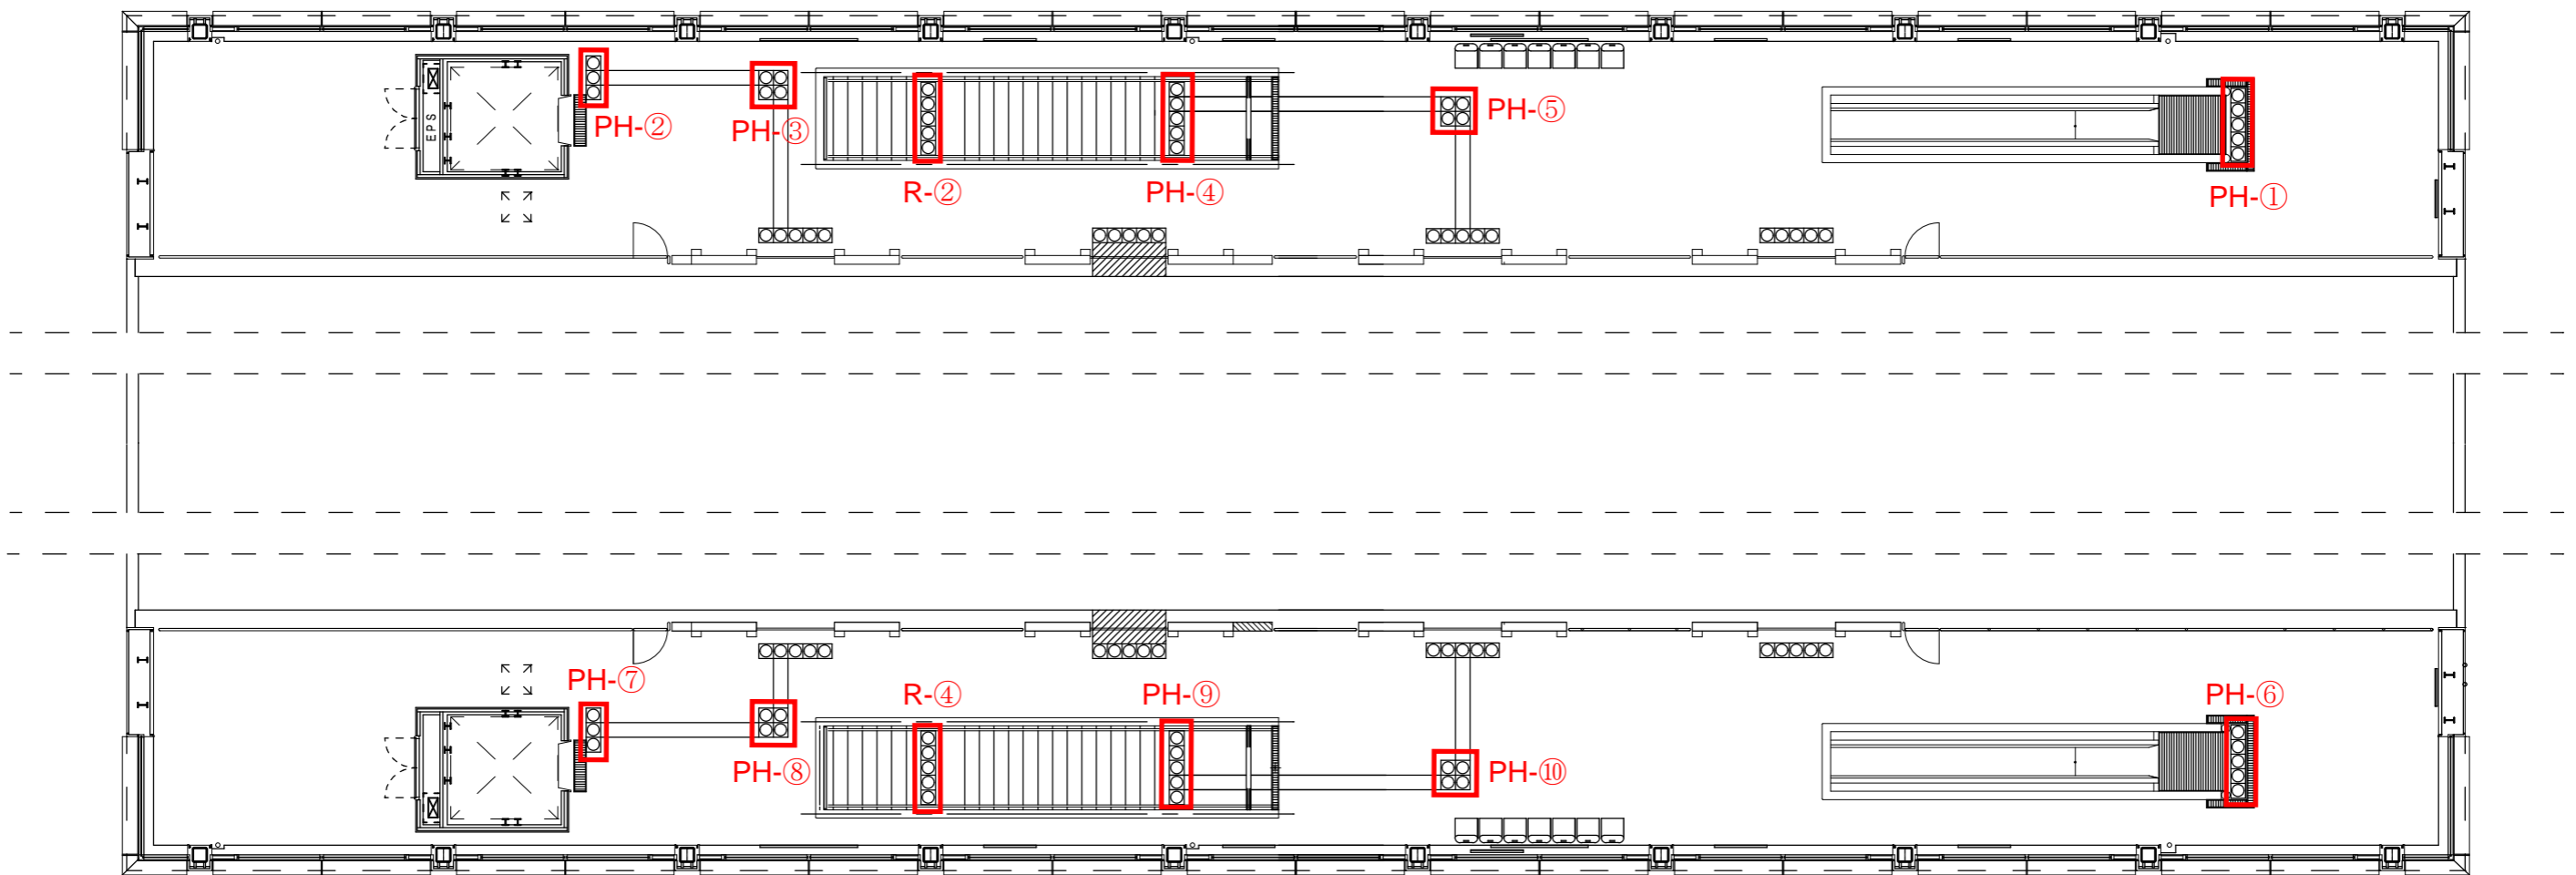 PH-⑤
PH-②
PH-③
EPS
R-②
PH-④
PH-①
PH-⑦
R-④
PH-⑨
PH-⑥
PH-⑧
PH-⑩